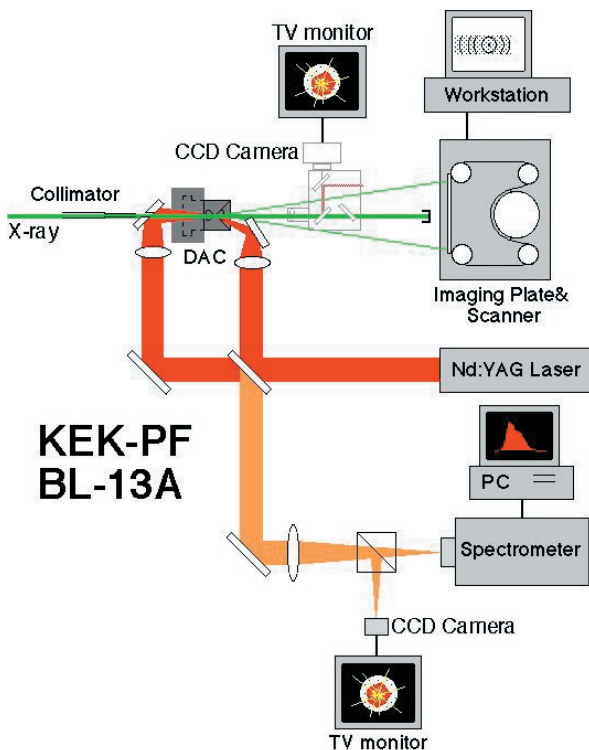 TV monitor
Workstation
CCD Camera
Collimator
X-ray
DAC
Imaging Plate&
Scanner
Nd:YAG Laser
KEK-PF
BL-13A
PC
Spectrometer
CCD Camera
TV monitor